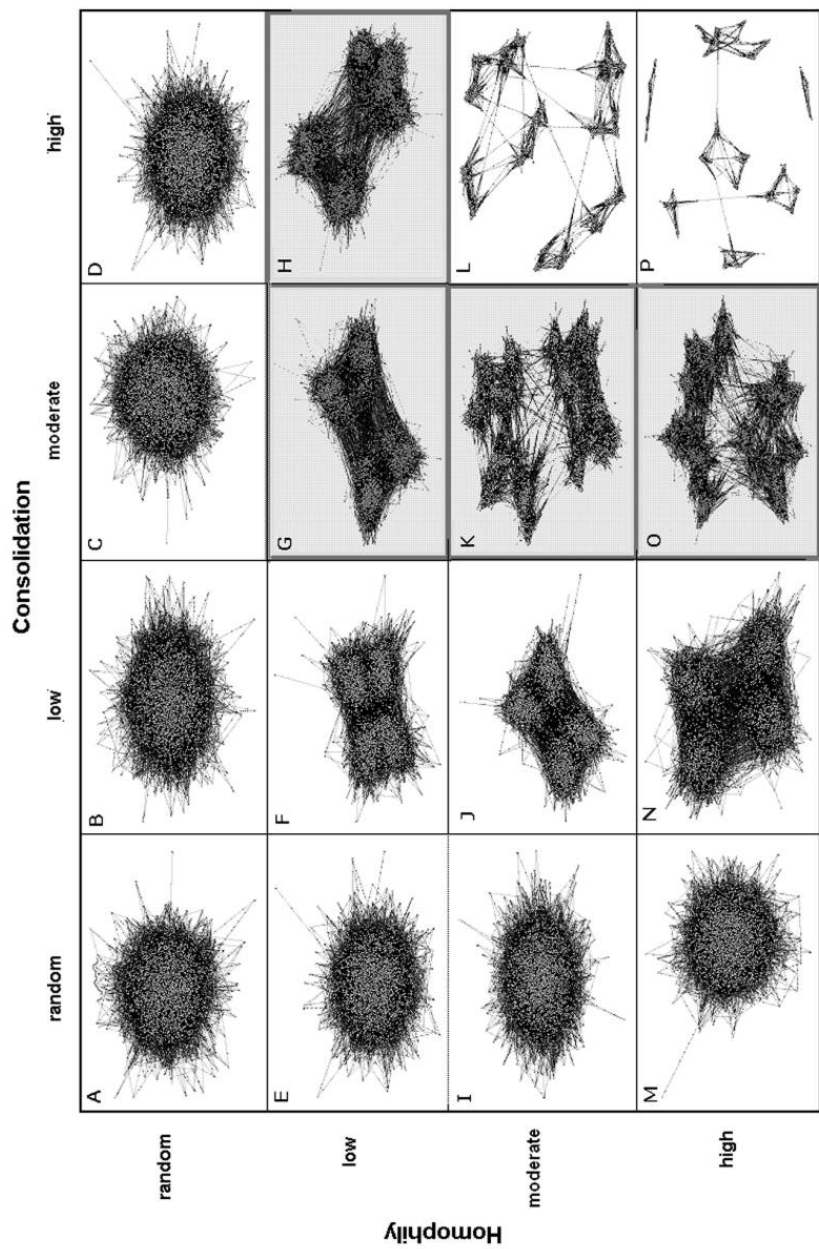 Consolidation
random low moderate high
Homophily
random
A B C D
low
E F G H
moderate
I J K L
high
M N O P